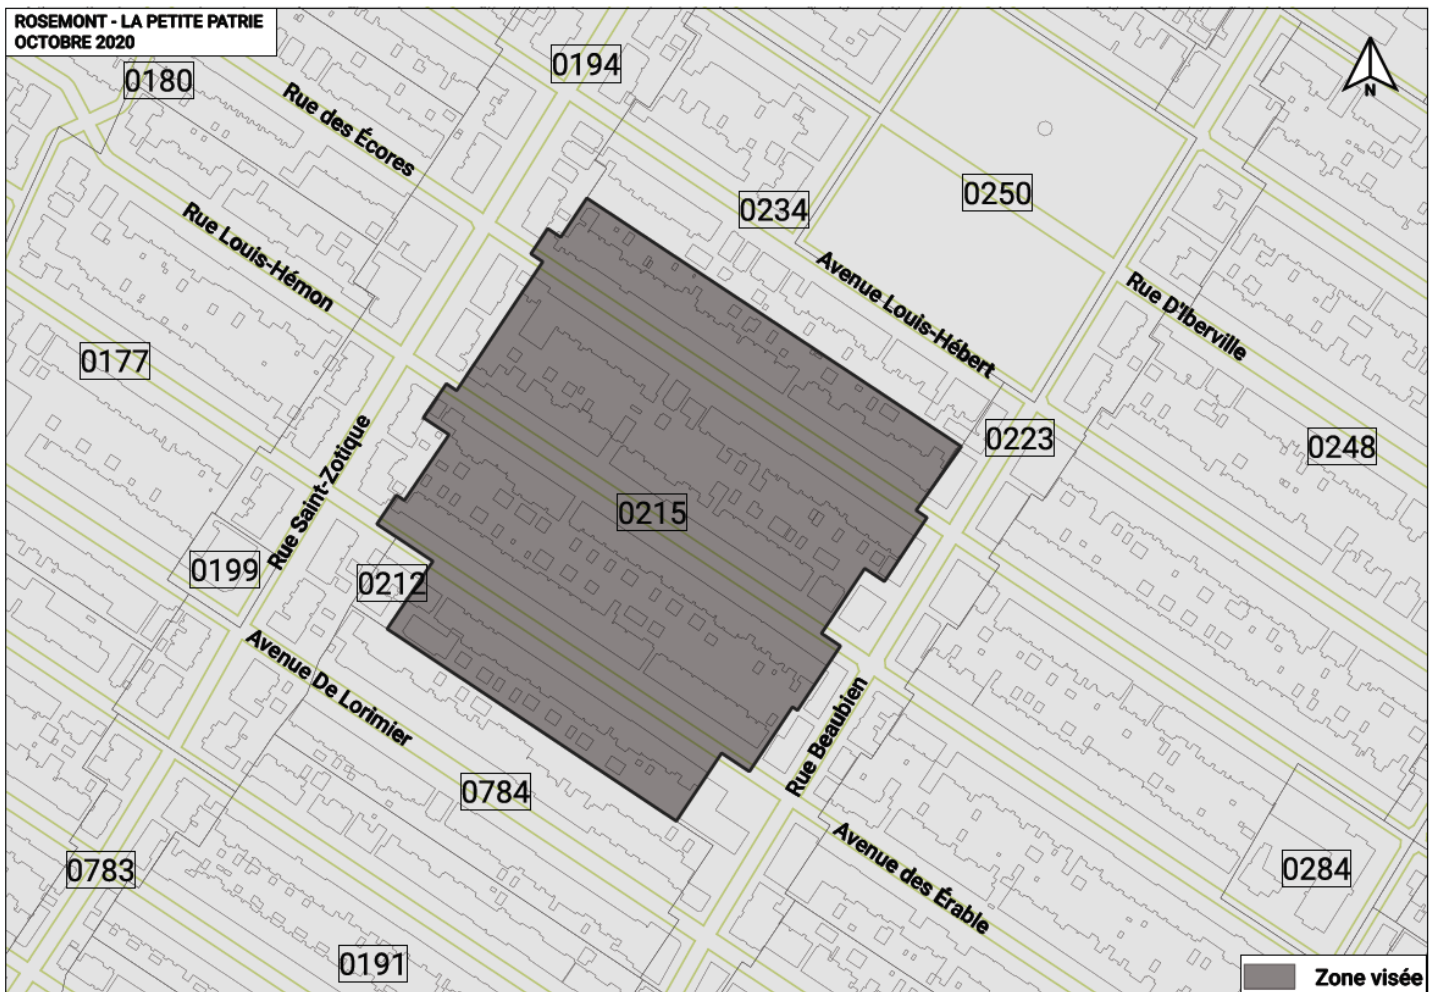 ROSEMONT - LA PETITE PATRIE
OCTOBRE 2020
0180
0194
N
Rue des Écores
0250
0234
Rue Louis-Hémon
Avenue Louis-Hébert
Rue D'Iberville
0177
0223
0248
Rue Saint-Zotique
0215
0199
0212
Avenue De Lorimier
Rue Beaubien
0784
0783
Avenue des Érable
0284
0191
Zone visée